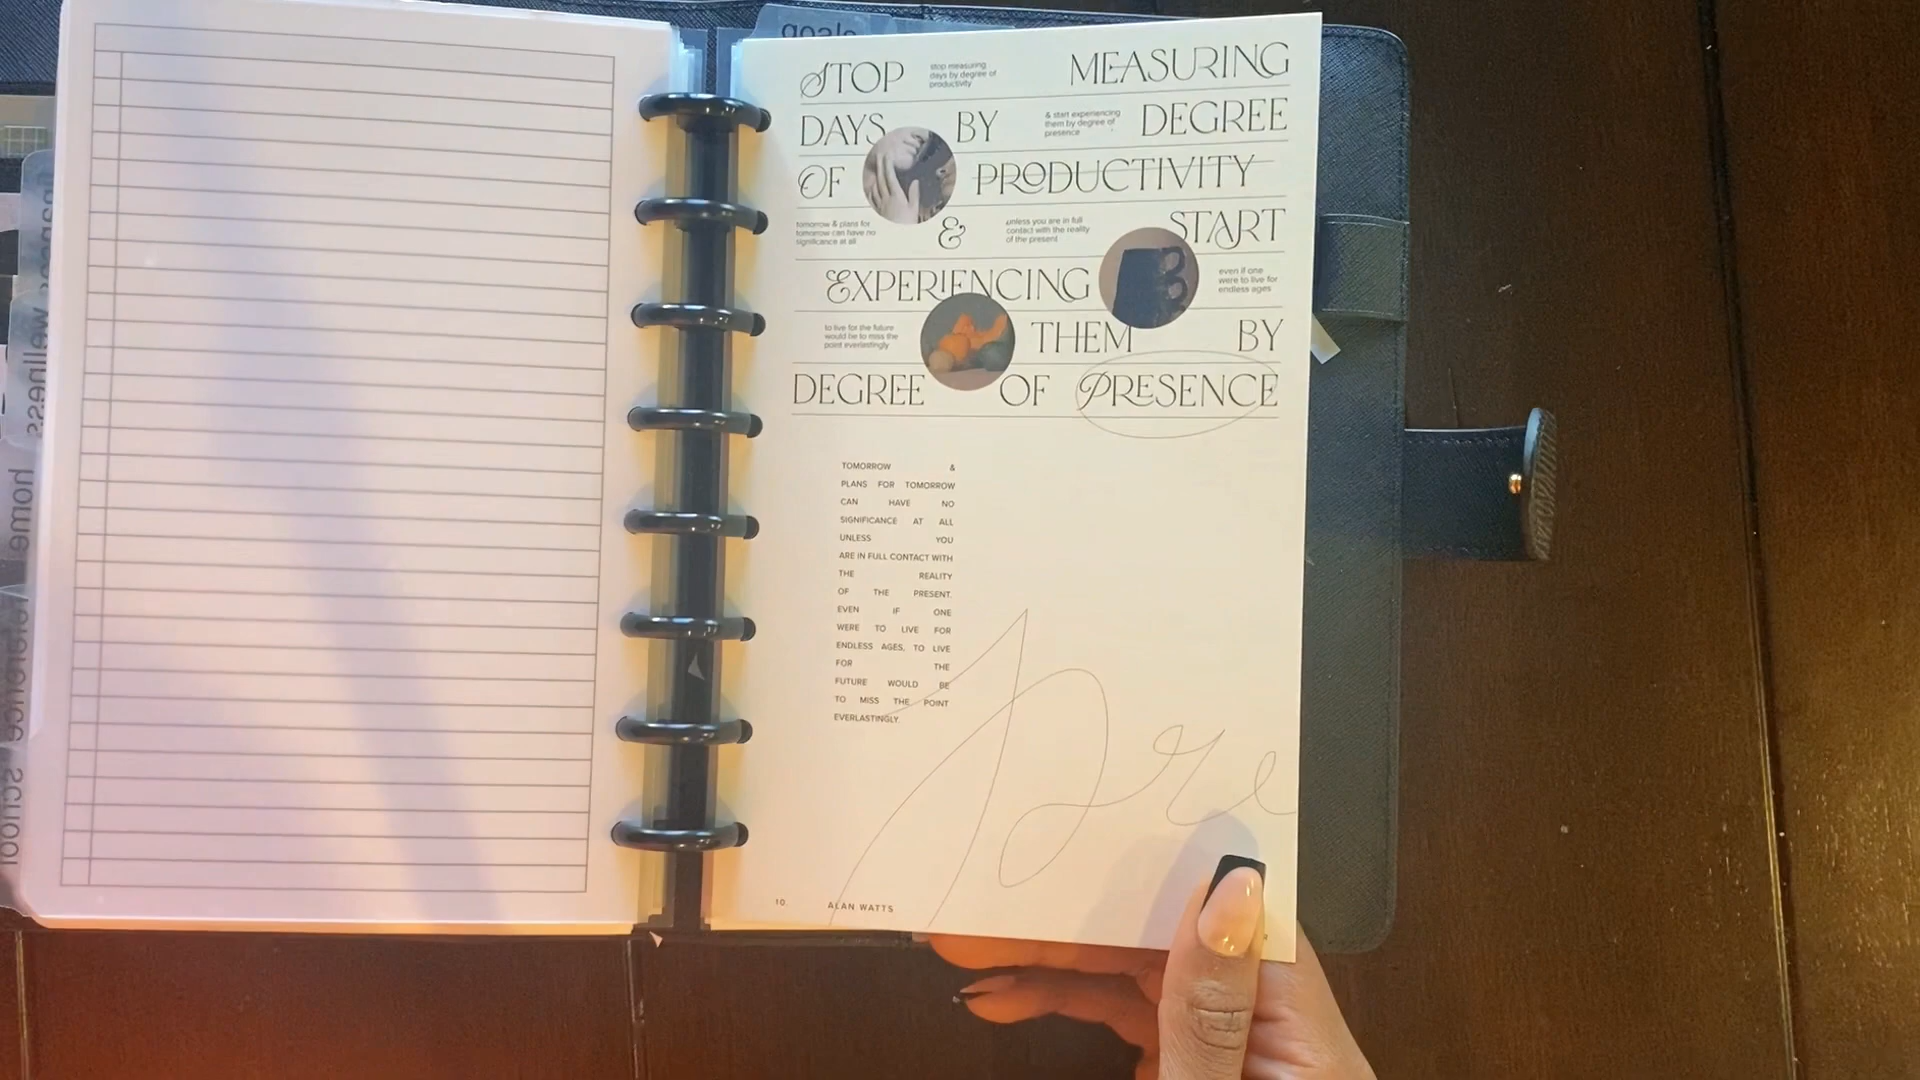 goals
STOP
stop measuring
days by degree of
productivity
MEASURING
DAYS BY
& start experiencing
them by degree of
presence
DEGREE
OF PRODUCTIVITY
tomorrow & plans for
tomorrow can have no
significance at all
&
unless you are in full
contact with the reality
of the present
START
EXPERIENCING
even if one
were to live for
endless ages
to live for the future
would be to miss the
point everlastingly
THEM BY
DEGREE OF PRESENCE
TOMORROW &
PLANS FOR TOMORROW
CAN HAVE NO
SIGNIFICANCE AT ALL
UNLESS YOU
ARE IN FULL CONTACT WITH
THE REALITY
OF THE PRESENT.
EVEN IF ONE
WERE TO LIVE FOR
ENDLESS AGES, TO LIVE
FOR THE
FUTURE WOULD BE
TO MISS THE POINT
EVERLASTINGLY.
pre
10 ALAN WATTS
wellness
home
reference
school